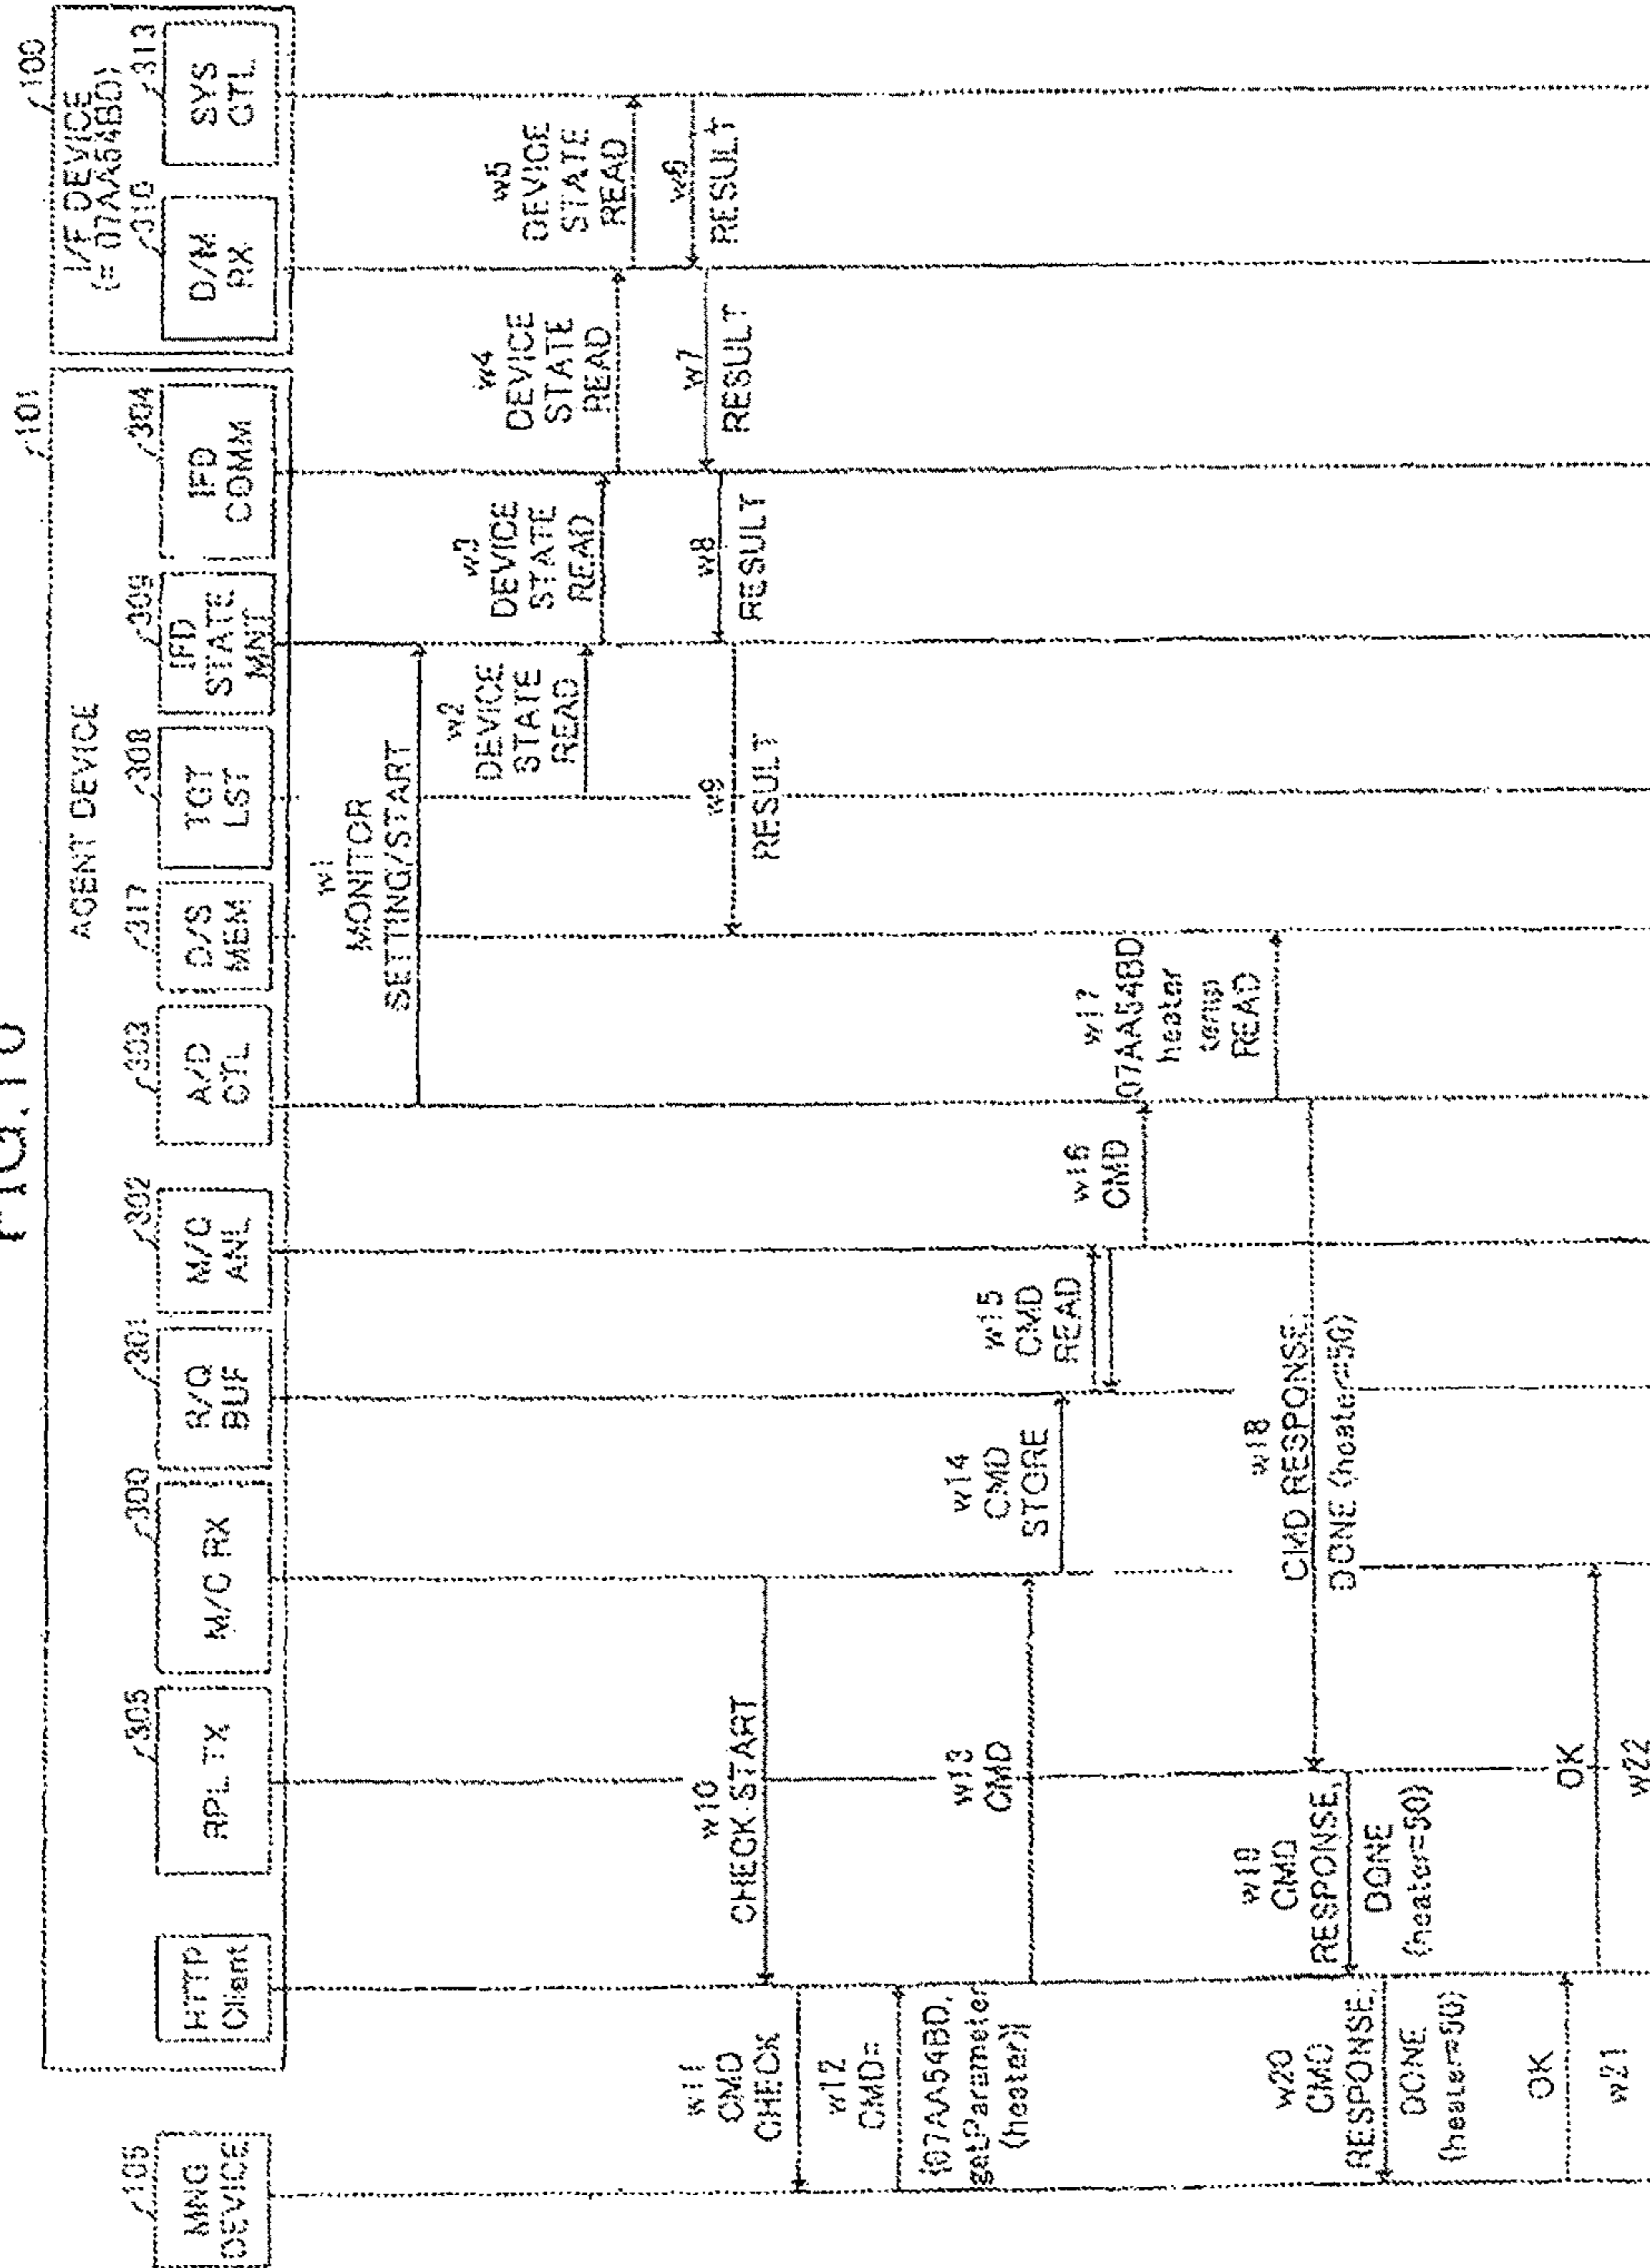 FIG.10
105
MNG
DEVICE
AGENT DEVICE
101
HTTP
Client
305
RPL TX
300
M/C RX
301
R/Q
BUF
302
M/C
ANL
303
A/D
CTL
317
D/S
MEM
308
TGT
LST
309
IFD
STATE
MNT
304
IFD
COMM
100
I/F DEVICE
(= 07AA54BD)
310
D/M
RX
313
SYS
CTL
w1
MONITOR
SETTING/START
w2
DEVICE
STATE
READ
w3
DEVICE
STATE
READ
w4
DEVICE
STATE
READ
w5
DEVICE
STATE
READ
w6
RESULT
w7
RESULT
w8
RESULT
w9
RESULT
w10
CHECK START
w11
CMD
CHECK
w12
CMD=
{07AA54BD,
getParameter
(heater)}
w13
CMD
w14
CMD
STORE
w15
CMD
READ
w16
CMD
w17
07AA54BD
heater
temp
READ
w18
CMD RESPONSE,
DONE (heater=50)
w19
CMD
RESPONSE,
DONE
(heater=50)
w20
CMD
RESPONSE,
DONE
(heater=50)
OK
w21
OK
w22